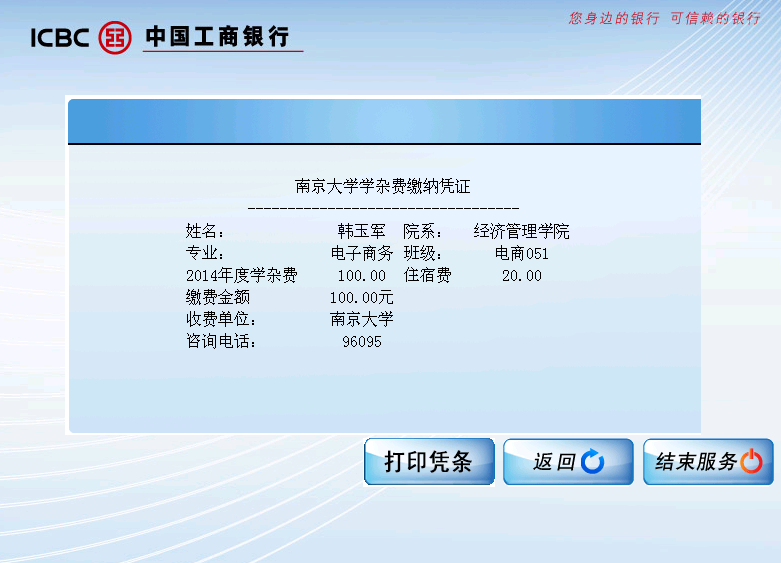 您身边的银行 可信赖的银行
ICBC 中国工商银行
南京大学学杂费缴纳凭证
----------------------------------
姓名: 韩玉军 院系: 经济管理学院
专业: 电子商务 班级: 电商051
2014年度学杂费 100.00 住宿费 20.00
缴费金额 100.00元
收费单位: 南京大学
咨询电话: 96095
打印凭条 返回 结束服务